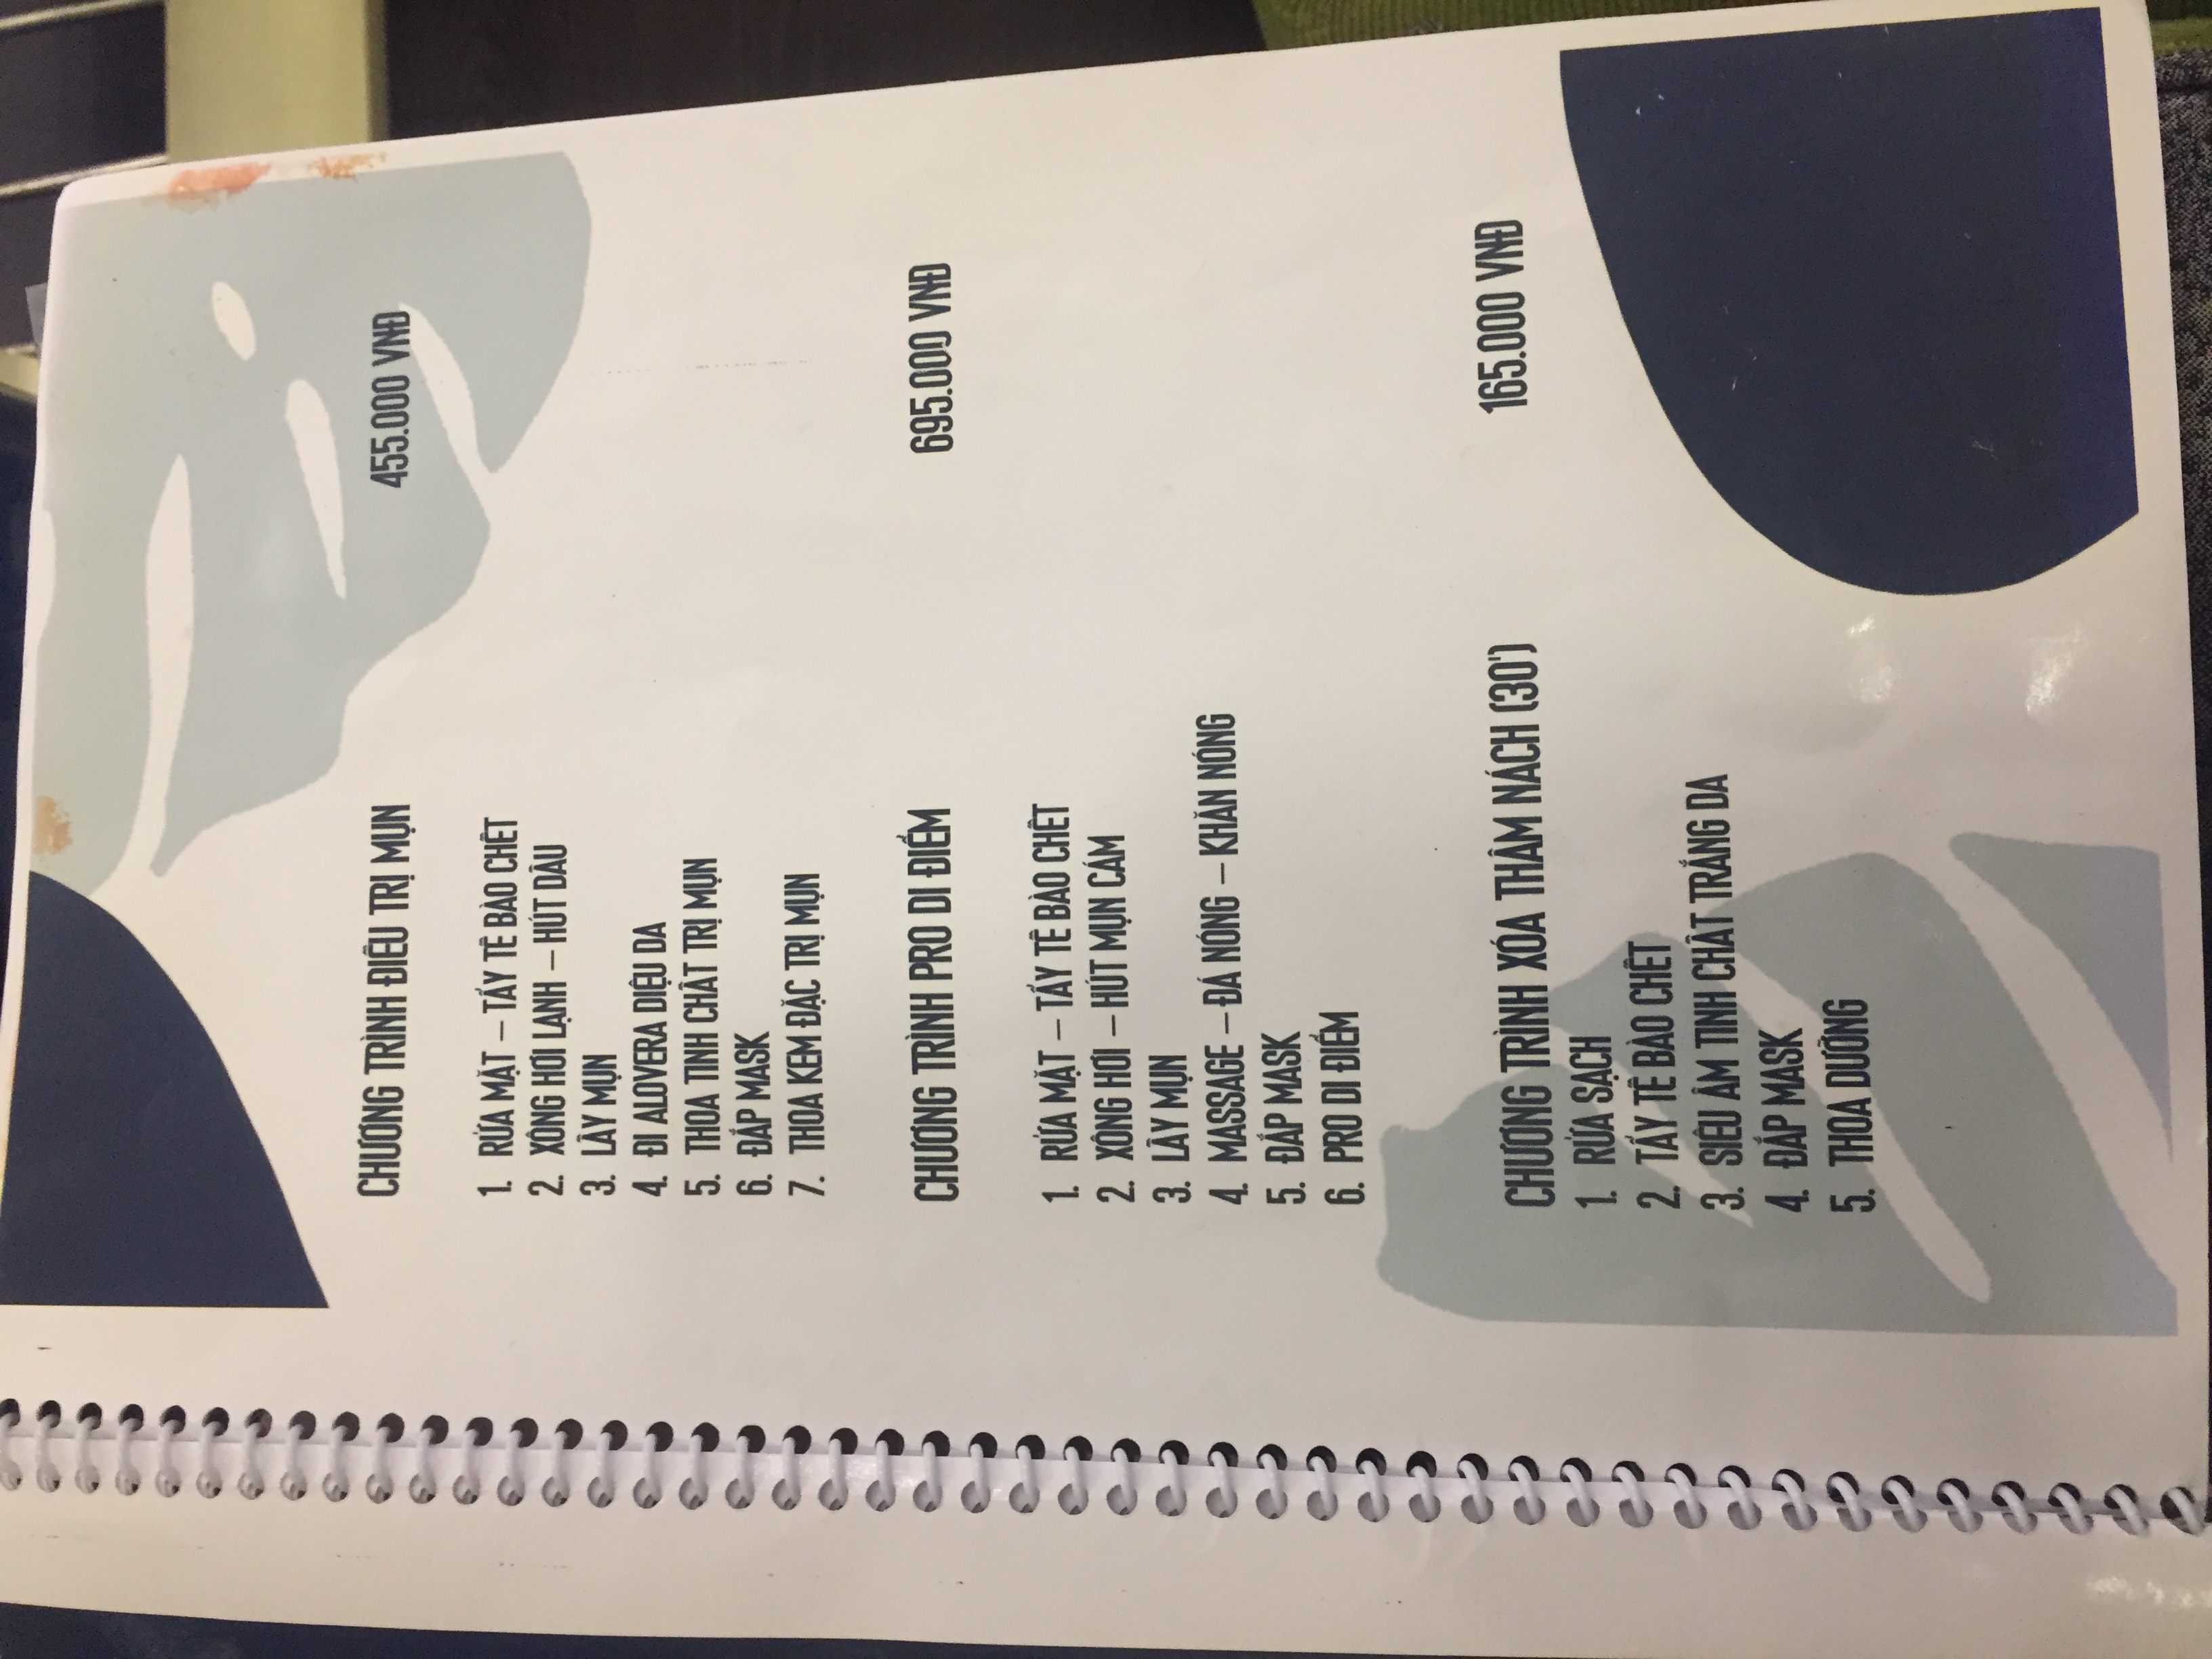 CHƯƠNG TRÌNH ĐIỀU TRỊ MỤN 455.000 VNĐ
1. RỬA MẶT – TẨY TẾ BÀO CHẾT
2. XÔNG HƠI LẠNH – HÚT DẦU
3. LẤY MỤN
4. ĐI ALOVERA DIỆU DA
5. THOA TINH CHẤT TRỊ MỤN
6. ĐẮP MASK
7. THOA KEM ĐẶC TRỊ MỤN
CHƯƠNG TRÌNH PRO DI ĐIỂM 695.000 VNĐ
1. RỬA MẶT – TẨY TẾ BÀO CHẾT
2. XÔNG HƠI – HÚT MỤN CÁM
3. LẤY MỤN
4. MASSAGE – ĐÁ NÓNG – KHĂN NÓNG
5. ĐẮP MASK
6. PRO DI ĐIỂM
CHƯƠNG TRÌNH XÓA THÂM NÁCH (30') 165.000 VNĐ
1. RỬA SẠCH
2. TẨY TẾ BÀO CHẾT
3. SIÊU ÂM TINH CHẤT TRẮNG DA
4. ĐẮP MASK
5. THOA DƯỠNG